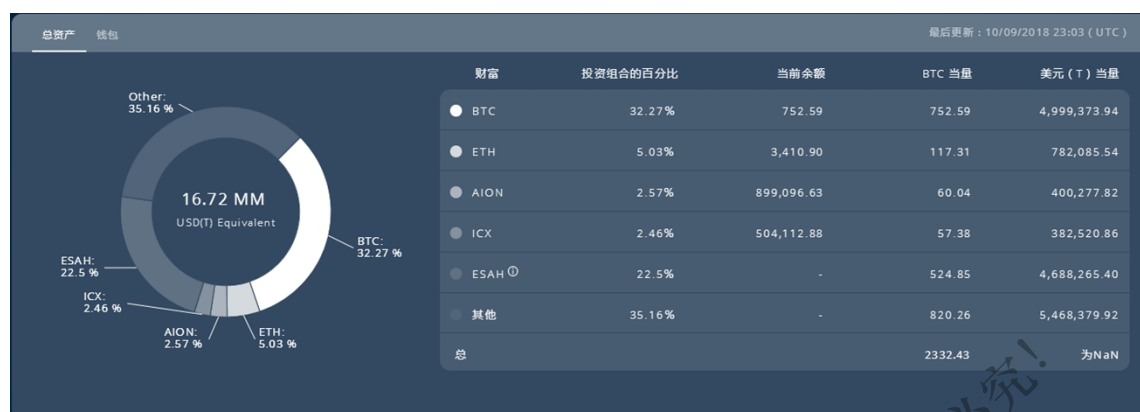 总资产 钱包 最后更新：10/09/2018 23:03 ( UTC )
Other:
35.16 %
16.72 MM
USD(T) Equivalent
BTC:
32.27 %
ESAH:
22.5 %
ICX:
2.46 %
AION:
2.57 %
ETH:
5.03 %
财富 投资组合的百分比 当前余额 BTC 当量 美元 ( T ) 当量
BTC 32.27% 752.59 752.59 4,999,373.94
ETH 5.03% 3,410.90 117.31 782,085.54
AION 2.57% 899,096.63 60.04 400,277.82
ICX 2.46% 504,112.88 57.38 382,520.86
ESAH 22.5% - 524.85 4,688,265.40
其他 35.16% - 820.26 5,468,379.92
总 2332.43 为NaN
究！